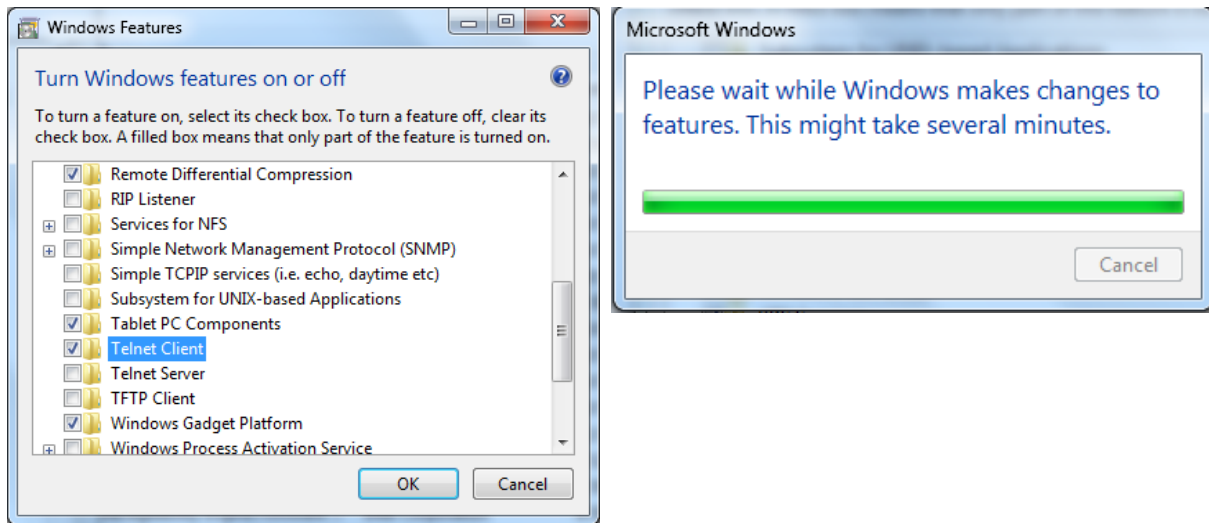 Windows Features
Turn Windows features on or off
To turn a feature on, select its check box. To turn a feature off, clear its
check box. A filled box means that only part of the feature is turned on.
Remote Differential Compression
RIP Listener
Services for NFS
Simple Network Management Protocol (SNMP)
Simple TCPIP services (i.e. echo, daytime etc)
Subsystem for UNIX-based Applications
Tablet PC Components
Telnet Client
Telnet Server
TFTP Client
Windows Gadget Platform
Windows Process Activation Service
OK
Cancel
Microsoft Windows
Please wait while Windows makes changes to
features. This might take several minutes.
Cancel